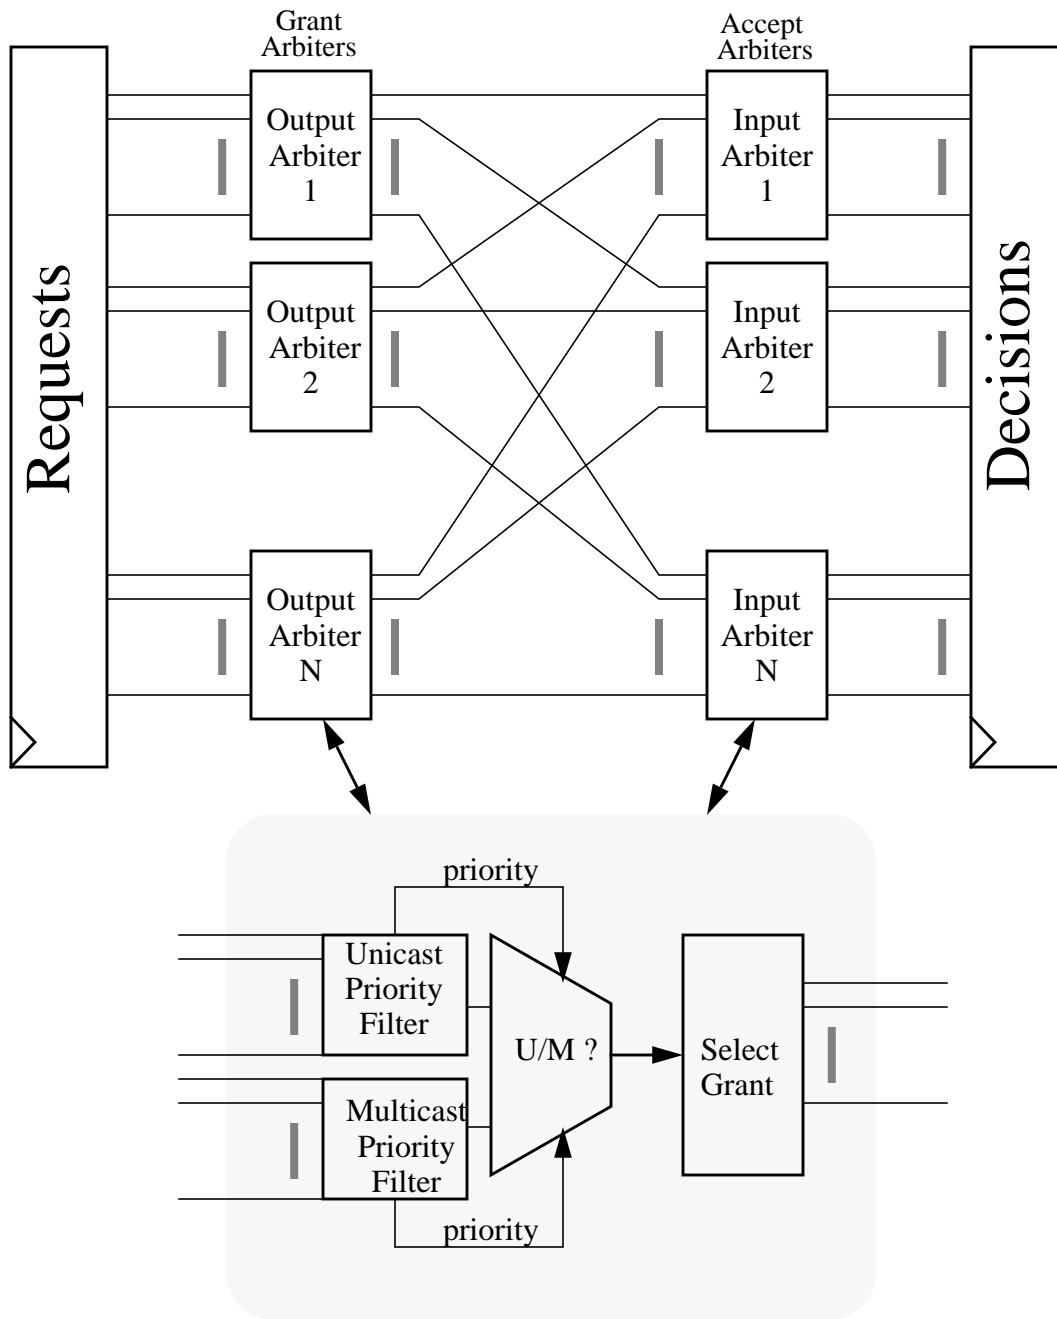 Grant
Arbiters
Accept
Arbiters
Requests
Output
Arbiter
1
Input
Arbiter
1
Output
Arbiter
2
Input
Arbiter
2
Output
Arbiter
N
Input
Arbiter
N
Decisions
priority
Unicast
Priority
Filter
U/M ?
Select
Grant
Multicast
Priority
Filter
priority